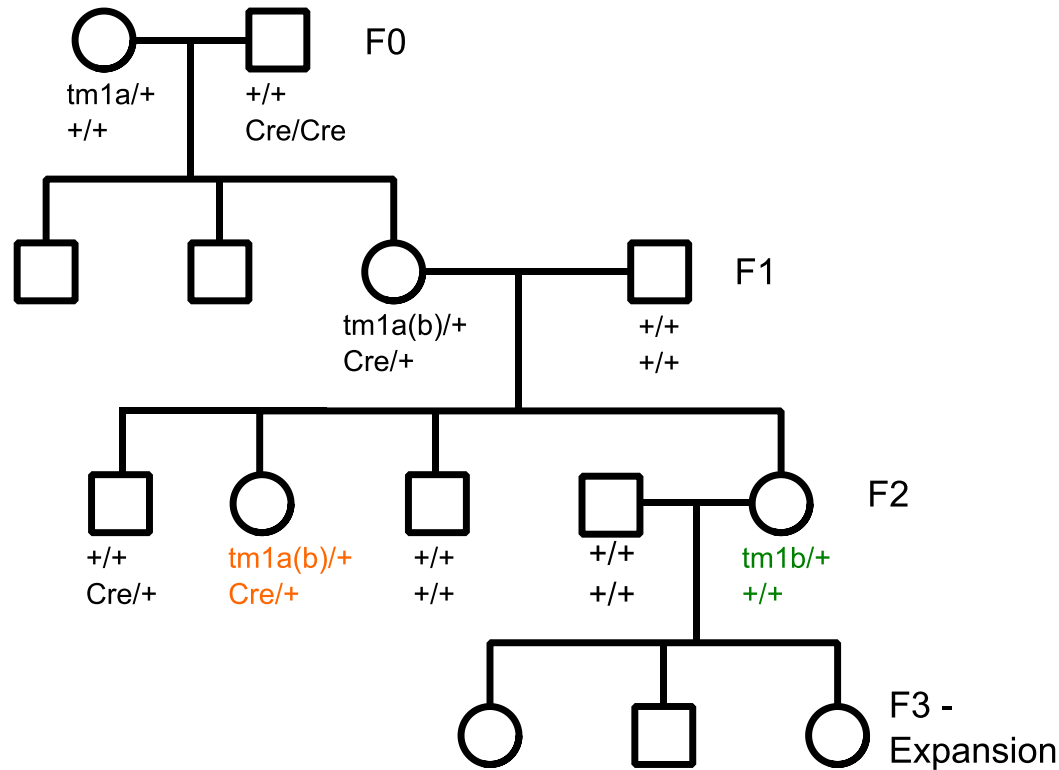 F0
tm1a/+
+/+
+/+
Cre/Cre
F1
tm1a(b)/+
Cre/+
+/+
+/+
F2
+/+
Cre/+
tm1a(b)/+
Cre/+
+/+
+/+
+/+
+/+
tm1b/+
+/+
F3 -
Expansion